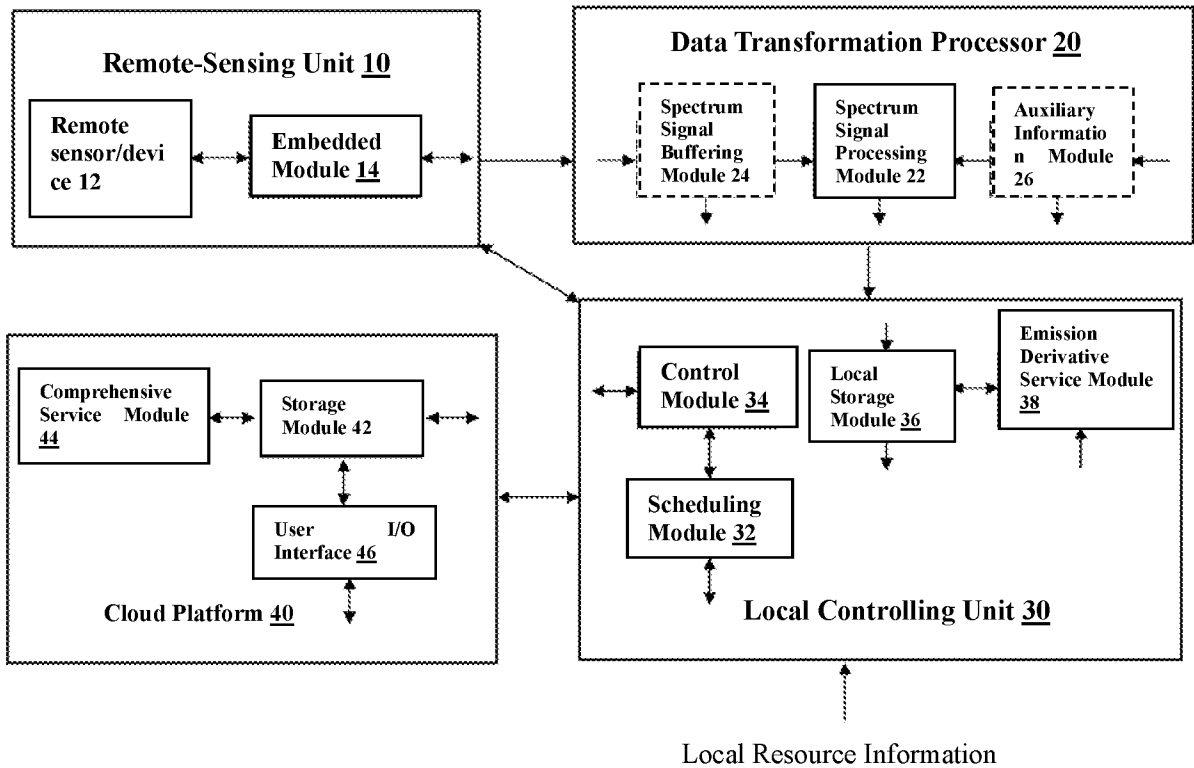 Remote-Sensing Unit 10
Remote
sensor/devi
ce 12
Embedded
Module 14
Data Transformation Processor 20
Spectrum
Signal
Buffering
Module 24
Spectrum
Signal
Processing
Module 22
Auxiliary
Informatio
n Module
26
Comprehensive
Service Module
44
Storage
Module 42
User I/O
Interface 46
Cloud Platform 40
Control
Module 34
Scheduling
Module 32
Local
Storage
Module 36
Emission
Derivative
Service Module
38
Local Controlling Unit 30
Local Resource Information